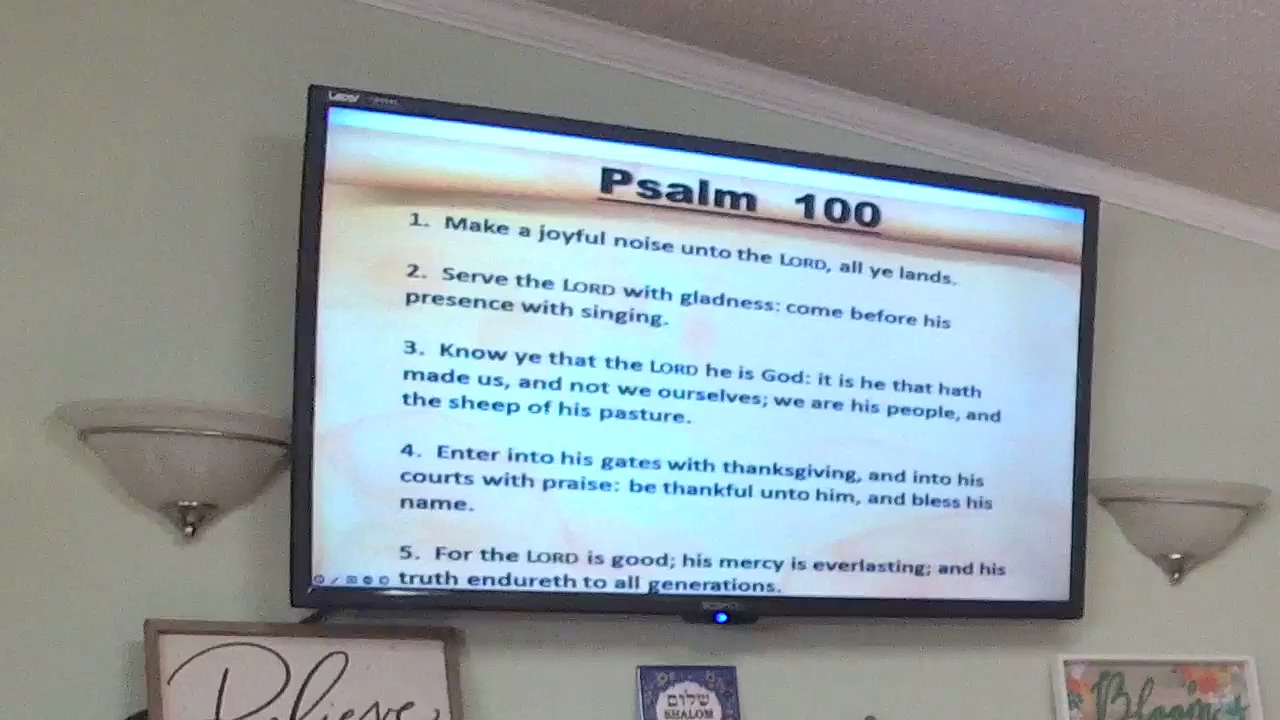 Psalm 100
1. Make a joyful noise unto the LORD, all ye lands.
2. Serve the LORD with gladness: come before his
presence with singing.
3. Know ye that the LORD he is God: it is he that hath
made us, and not we ourselves; we are his people, and
the sheep of his pasture.
4. Enter into his gates with thanksgiving, and into his
courts with praise: be thankful unto him, and bless his
name.
5. For the LORD is good; his mercy is everlasting; and his
truth endureth to all generations.
Believe
שלום
SHALOM
Bloom